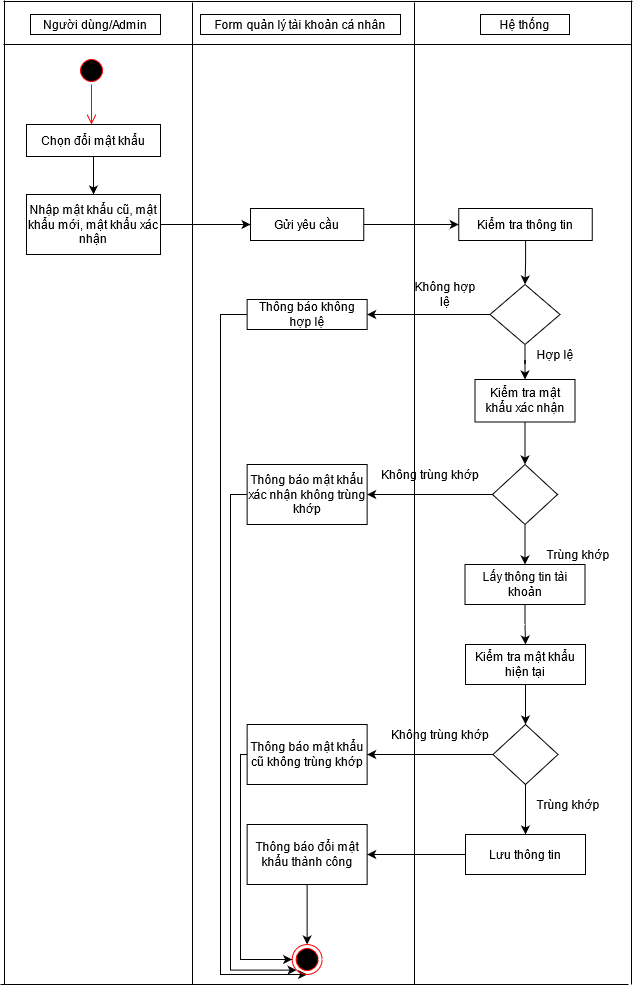 Người dùng/Admin
Form quản lý tài khoản cá nhân
Hệ thống
Chọn đổi mật khẩu
Nhập mật khẩu cũ, mật
khẩu mới, mật khẩu xác
nhận
Gửi yêu cầu
Kiểm tra thông tin
Không hợp
lệ
Thông báo không
hợp lệ
Hợp lệ
Kiểm tra mật
khẩu xác nhận
Không trùng khớp
Thông báo mật khẩu
xác nhận không trùng
khớp
Trùng khớp
Lấy thông tin tài
khoản
Kiểm tra mật khẩu
hiện tại
Không trùng khớp
Thông báo mật khẩu
cũ không trùng khớp
Trùng khớp
Thông báo đổi mật
khẩu thành công
Lưu thông tin